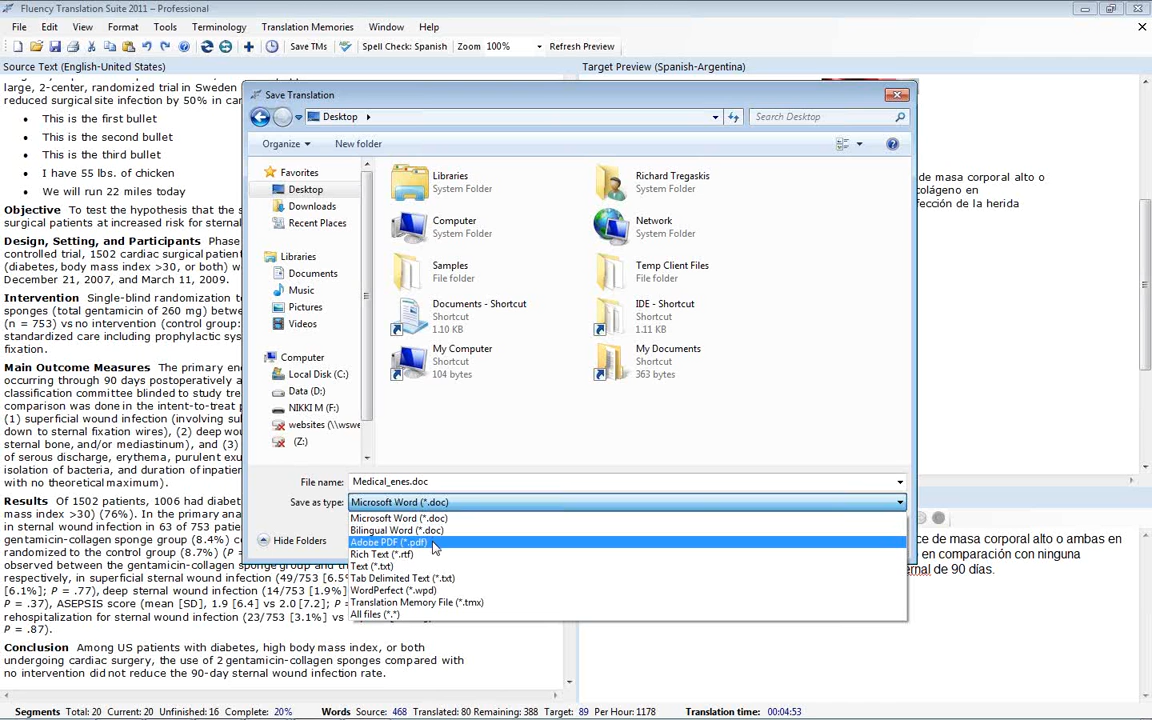 Fluency Translation Suite 2011 – Professional
File Edit View Format Tools Terminology Translation Memories Window Help
Save TMs Spell Check: Spanish Zoom 100% Refresh Preview
Source Text (English-United States)
large, 2-center, randomized trial in Sweden
reduced surgical site infection by 50% in
• This is the first bullet
• This is the second bullet
• This is the third bullet
• I have 55 lbs. of chicken
• We will run 22 miles today
Objective To test the hypothesis that the
surgical patients at increased risk for
Design, Setting, and Participants
controlled trial, 1502 cardiac surgical
(diabetes, body mass index >30, or both)
December 21, 2007, and March 11, 2009.
Intervention Single-blind randomization
sponges (total gentamicin of 260 mg)
(n = 753) vs no intervention (control group:
standardized care including prophylactic
fixation.
Main Outcome Measures The primary
occurring through 90 days postoperatively
classification committee blinded to study
comparison was done in the intent-to-treat
(1) superficial wound infection (involving
down to sternal fixation wires), (2) deep
sternal bone, and/or mediastinum), and (3)
of serous discharge, erythema, purulent
isolation of bacteria, and duration of
with no theoretical maximum).
Results Of 1502 patients, 1006 had
mass index >30) (76%). In the primary
in sternal wound infection in 63 of 753
gentamicin-collagen sponge group (8.4%)
randomized to the control group (8.7%)
observed between the gentamicin-collagen sponge group and the
respectively, in superficial sternal wound infection (49/753 [6.5%
[6.1%]; P = .77), deep sternal wound infection (14/753 [1.9%]
P = .37), ASEPSIS score (mean [SD], 1.9 [6.4] vs 2.0 [7.2]; P =
rehospitalization for sternal wound infection (23/753 [3.1%] vs
P = .87).
Conclusion Among US patients with diabetes, high body mass index, or both
undergoing cardiac surgery, the use of 2 gentamicin-collagen sponges compared with
no intervention did not reduce the 90-day sternal wound infection rate.
Save Translation
Desktop
Search Desktop
Organize New folder
Favorites
Desktop
Downloads
Recent Places
Libraries
Documents
Music
Pictures
Videos
Computer
Local Disk (C:)
Data (D:)
NIKKI M (F:)
websites (\\wswe
(Z:)
Libraries
System Folder
Richard Tregaskis
System Folder
Computer
System Folder
Network
System Folder
Samples
File folder
Temp Client Files
File folder
Documents - Shortcut
Shortcut
1.10 KB
IDE - Shortcut
Shortcut
1.11 KB
My Computer
Shortcut
104 bytes
My Documents
Shortcut
363 bytes
File name: Medical_enes.doc
Save as type: Microsoft Word (*.doc)
Hide Folders
Microsoft Word (*.doc)
Bilingual Word (*.doc)
Adobe PDF (*.pdf)
Rich Text (*.rtf)
Text (*.txt)
Tab Delimited Text (*.txt)
WordPerfect (*.wpd)
Translation Memory File (*.tmx)
All files (*.*)
Target Preview (Spanish-Argentina)
de masa corporal alto o
colágeno en
fección de la herida
ce de masa corporal alto o ambas en
en comparación con ninguna
ternal de 90 días.
Segments Total: 20 Current: 20 Unfinished: 16 Complete: 20% Words Source: 468 Translated: 80 Remaining: 388 Target: 89 Per Hour: 1178 Translation time: 00:04:53